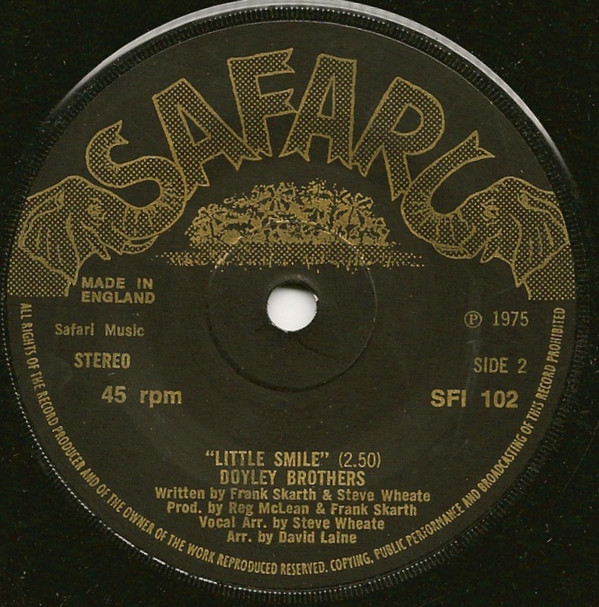 SAFARI
MADE IN
ENGLAND
Safari Music
STEREO
45 rpm
Ⓟ 1975
SIDE 2
SFI 102
"LITTLE SMILE" (2.50)
DOYLEY BROTHERS
Written by Frank Skarth & Steve Wheate
Prod. by Reg McLean & Frank Skarth
Vocal Arr. by Steve Wheate
Arr. by David Laine
ALL RIGHTS OF THE RECORD PRODUCER AND OF THE OWNER OF THE WORK REPRODUCED RESERVED. COPYING, PUBLIC PERFORMANCE AND BROADCASTING OF THIS RECORD PROHIBITED